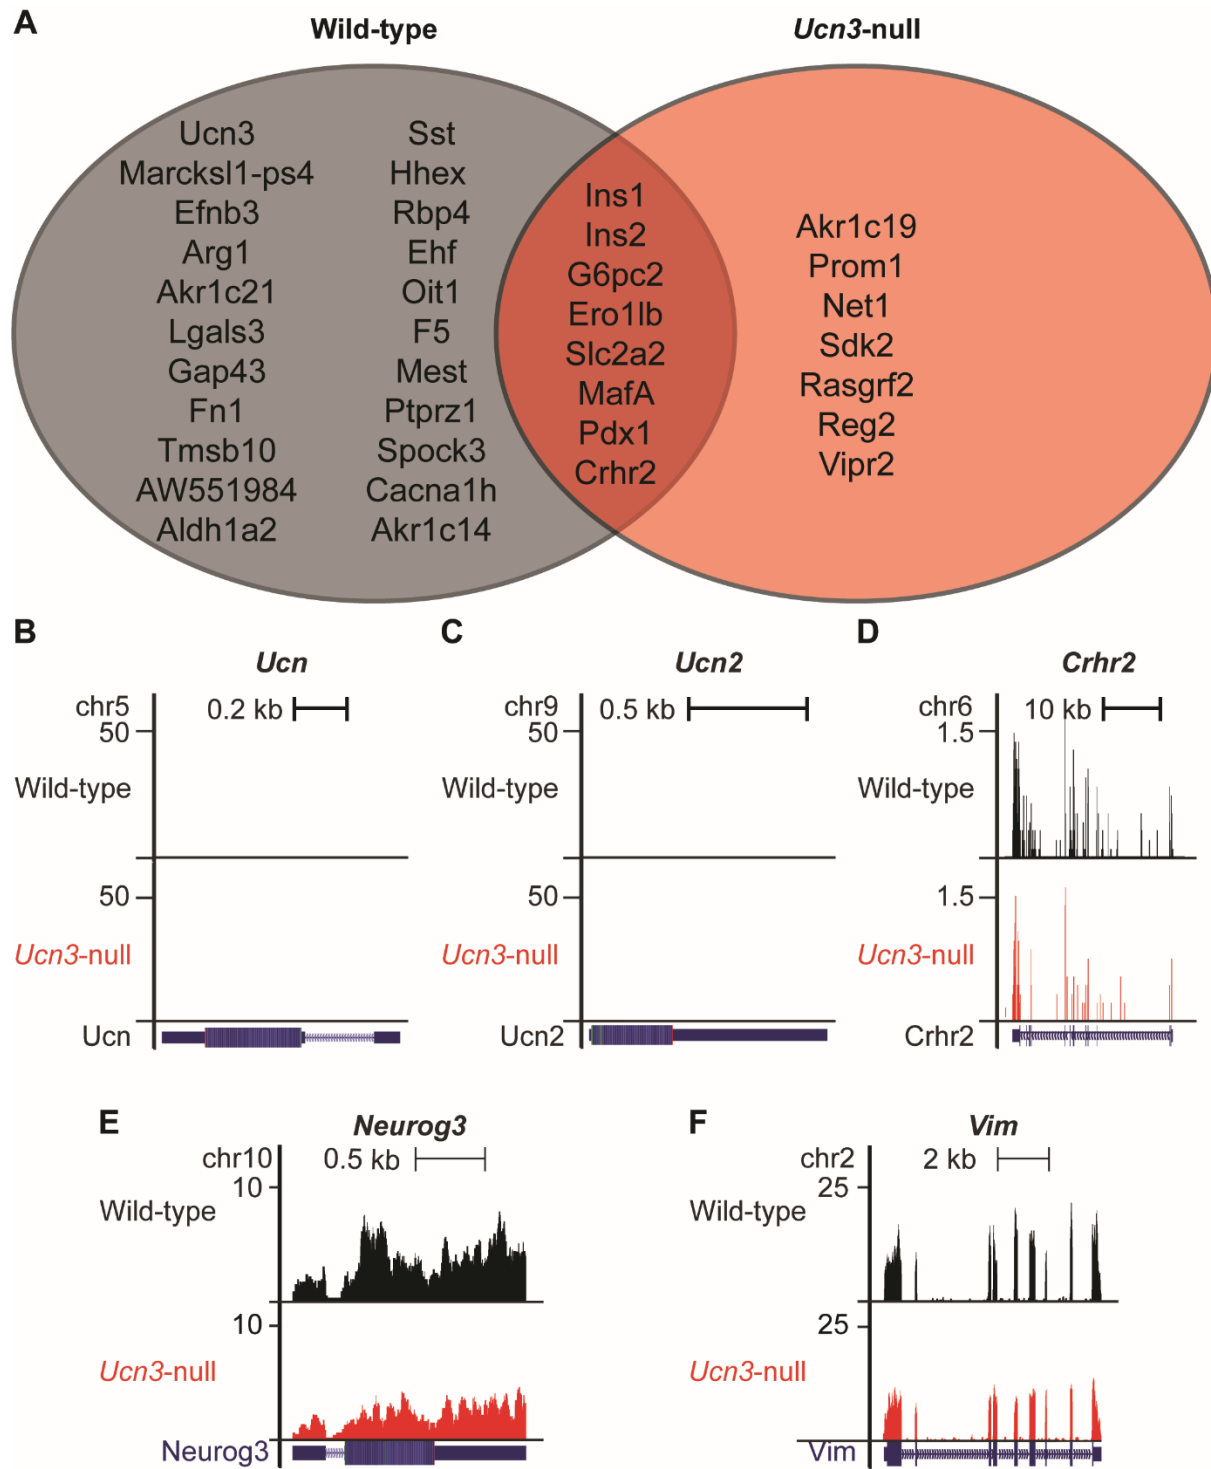 A
Wild-type
Ucn3-null
Ucn3
Marcksl1-ps4
Efnb3
Arg1
Akr1c21
Lgals3
Gap43
Fn1
Tmsb10
AW551984
Aldh1a2
Sst
Hhex
Rbp4
Ehf
Oit1
F5
Mest
Ptprz1
Spock3
Cacna1h
Akr1c14
Ins1
Ins2
G6pc2
Ero1lb
Slc2a2
MafA
Pdx1
Crhr2
Akr1c19
Prom1
Net1
Sdk2
Rasgrf2
Reg2
Vipr2
B
Ucn
chr5
0.2 kb
50
Wild-type
50
Ucn3-null
Ucn
C
Ucn2
chr9
0.5 kb
50
Wild-type
50
Ucn3-null
Ucn2
D
Crhr2
chr6
10 kb
1.5
Wild-type
1.5
Ucn3-null
Crhr2
E
Neurog3
chr10
0.5 kb
10
Wild-type
10
Ucn3-null
Neurog3
F
Vim
chr2
2 kb
25
Wild-type
25
Ucn3-null
Vim